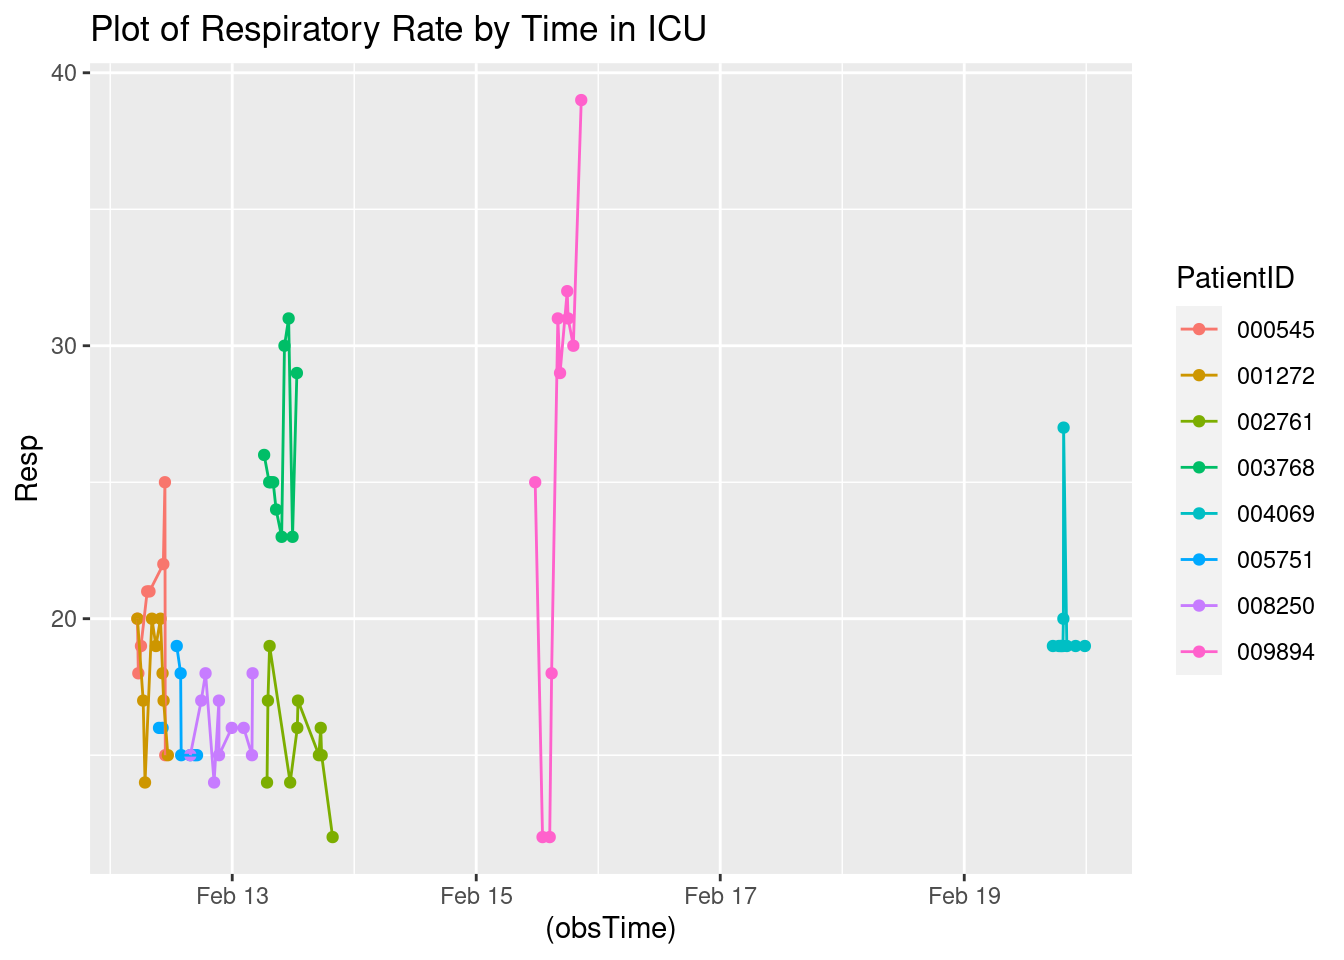 Plot of Respiratory Rate by Time in ICU
40
30
20
Resp
Feb 13
Feb 15
Feb 17
Feb 19
(obsTime)
PatientID
000545
001272
002761
003768
004069
005751
008250
009894